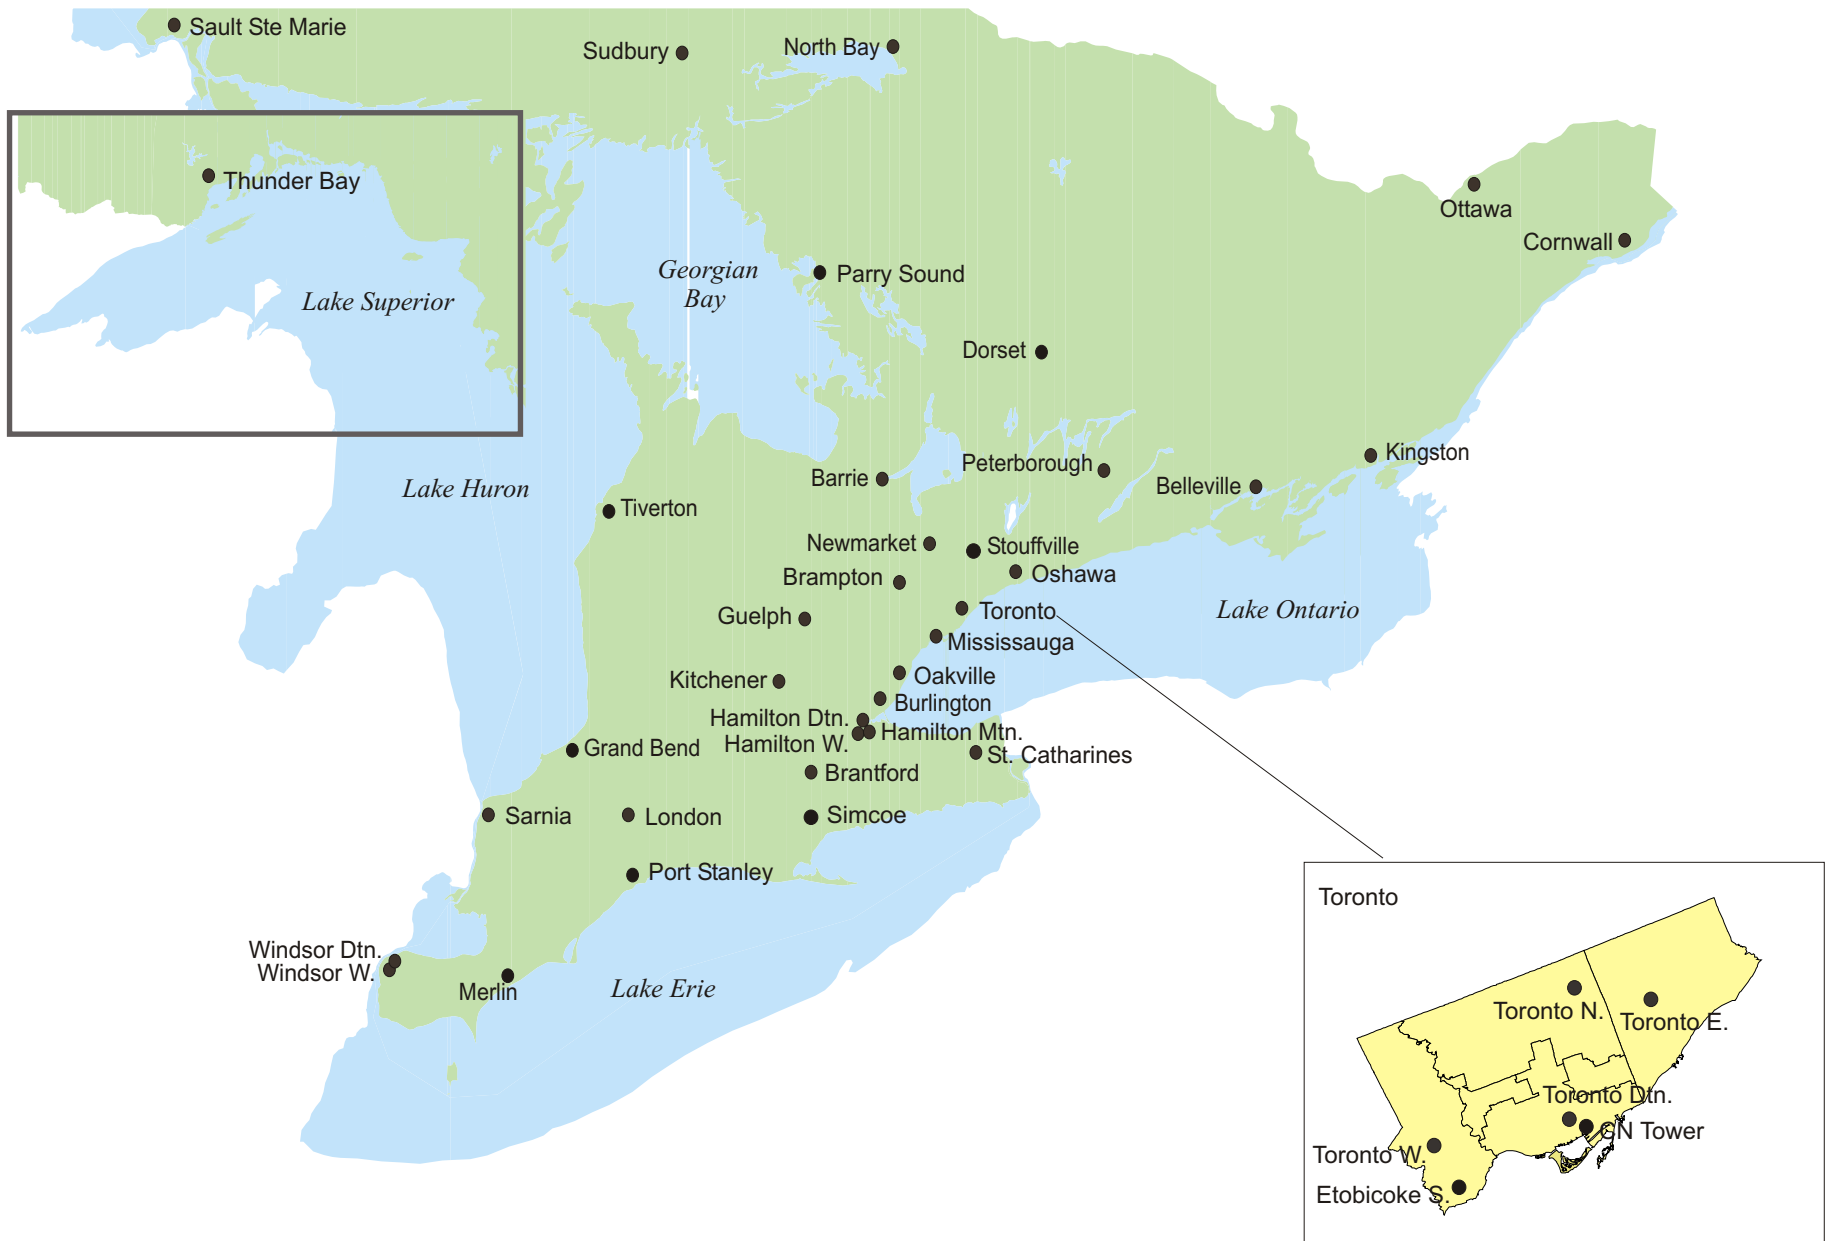 Sault Ste Marie
Sudbury
North Bay
Thunder Bay
Ottawa
Cornwall
Georgian
Bay
Parry Sound
Lake Superior
Dorset
Kingston
Peterborough
Barrie
Belleville
Lake Huron
Tiverton
Newmarket
Stouffville
Oshawa
Brampton
Toronto
Lake Ontario
Guelph
Mississauga
Oakville
Kitchener
Burlington
Hamilton Dtn.
Hamilton Mtn.
Hamilton W.
Grand Bend
St. Catharines
Brantford
Sarnia
London
Simcoe
Port Stanley
Windsor Dtn.
Windsor W.
Merlin
Lake Erie
Toronto
Toronto N.
Toronto E.
Toronto Dtn.
CN Tower
Toronto W.
Etobicoke S.